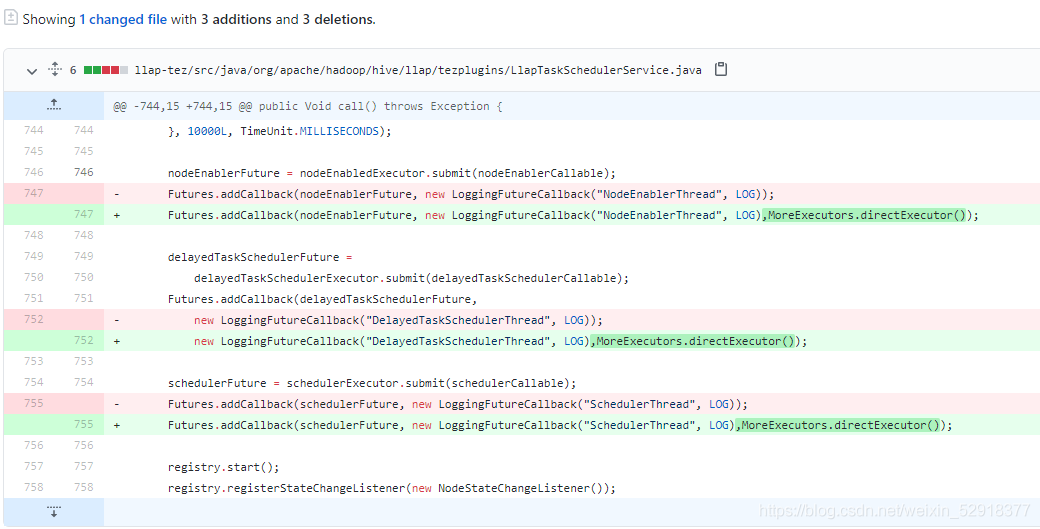 Showing 1 changed file with 3 additions and 3 deletions.
6 llap-tez/src/java/org/apache/hadoop/hive/llap/tezplugins/LlapTaskSchedulerService.java
@@ -744,15 +744,15 @@ public Void call() throws Exception {
744 744 }, 10000L, TimeUnit.MILLISECONDS);
745 745
746 746 nodeEnablerFuture = nodeEnabledExecutor.submit(nodeEnablerCallable);
747 - Futures.addCallback(nodeEnablerFuture, new LoggingFutureCallback("NodeEnablerThread", LOG));
747 + Futures.addCallback(nodeEnablerFuture, new LoggingFutureCallback("NodeEnablerThread", LOG),MoreExecutors.directExecutor());
748 748
749 749 delayedTaskSchedulerFuture =
750 750 delayedTaskSchedulerExecutor.submit(delayedTaskSchedulerCallable);
751 751 Futures.addCallback(delayedTaskSchedulerFuture,
752 - new LoggingFutureCallback("DelayedTaskSchedulerThread", LOG));
752 + new LoggingFutureCallback("DelayedTaskSchedulerThread", LOG),MoreExecutors.directExecutor());
753 753
754 754 schedulerFuture = schedulerExecutor.submit(schedulerCallable);
755 - Futures.addCallback(schedulerFuture, new LoggingFutureCallback("SchedulerThread", LOG));
755 + Futures.addCallback(schedulerFuture, new LoggingFutureCallback("SchedulerThread", LOG),MoreExecutors.directExecutor());
756 756
757 757 registry.start();
758 758 registry.registerStateChangeListener(new NodeStateChangeListener());
https://blog.csdn.net/weixin_52918377